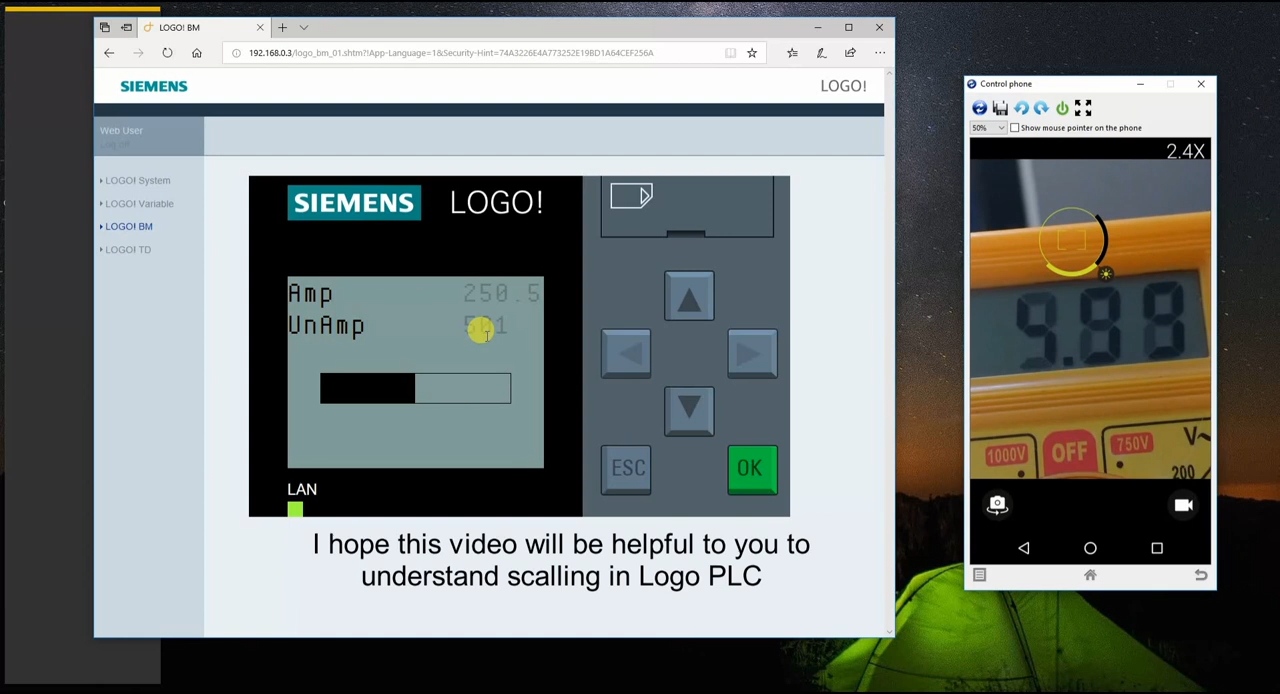 LOGO! BM
192.168.0.3/logo_bm_01.shtm?!App-Language=1&Security-Hint=74A3226E4A773252E19BD1A64CEF256A
SIEMENS
LOGO!
Web User
Log off
LOGO! System
LOGO! Variable
LOGO! BM
LOGO! TD
SIEMENS LOGO!
Amp 250.5
UnAmp 501
ESC
OK
LAN
I hope this video will be helpful to you to
understand scalling in Logo PLC
Control phone
50%
Show mouse pointer on the phone
2.4X
9.88
1000V
OFF
750V
V~
200